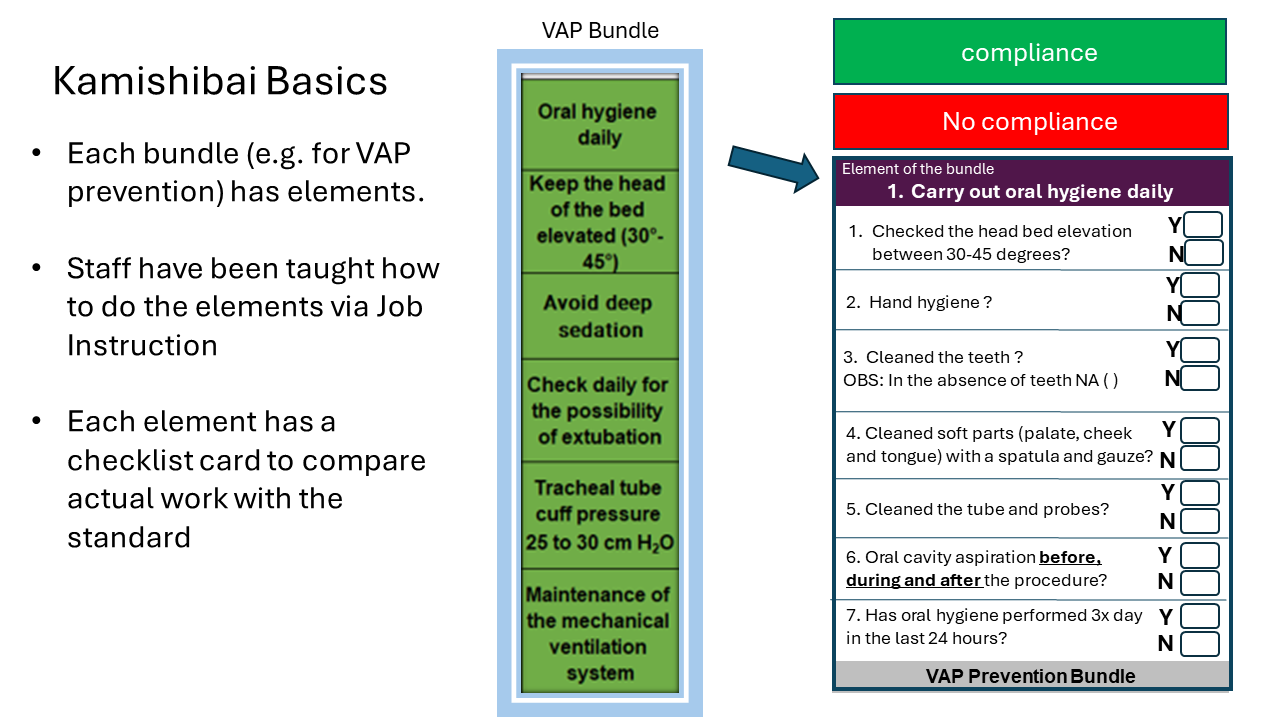 Kamishibai Basics
• Each bundle (e.g. for VAP
prevention) has elements.
• Staff have been taught how
to do the elements via Job
Instruction
• Each element has a
checklist card to compare
actual work with the
standard
VAP Bundle
Oral hygiene
daily
Keep the head
of the bed
elevated (30°-
45°)
Avoid deep
sedation
Check daily for
the possibility
of extubation
Tracheal tube
cuff pressure
25 to 30 cm H₂O
Maintenance of
the mechanical
ventilation
system
compliance
No compliance
Element of the bundle
1. Carry out oral hygiene daily
1. Checked the head bed elevation
between 30-45 degrees?
Y
N
2. Hand hygiene ?
Y
N
3. Cleaned the teeth ?
OBS: In the absence of teeth NA ( )
Y
N
4. Cleaned soft parts (palate, cheek
and tongue) with a spatula and gauze?
Y
N
5. Cleaned the tube and probes?
Y
N
6. Oral cavity aspiration before,
during and after the procedure?
Y
N
7. Has oral hygiene performed 3x day
in the last 24 hours?
Y
N
VAP Prevention Bundle